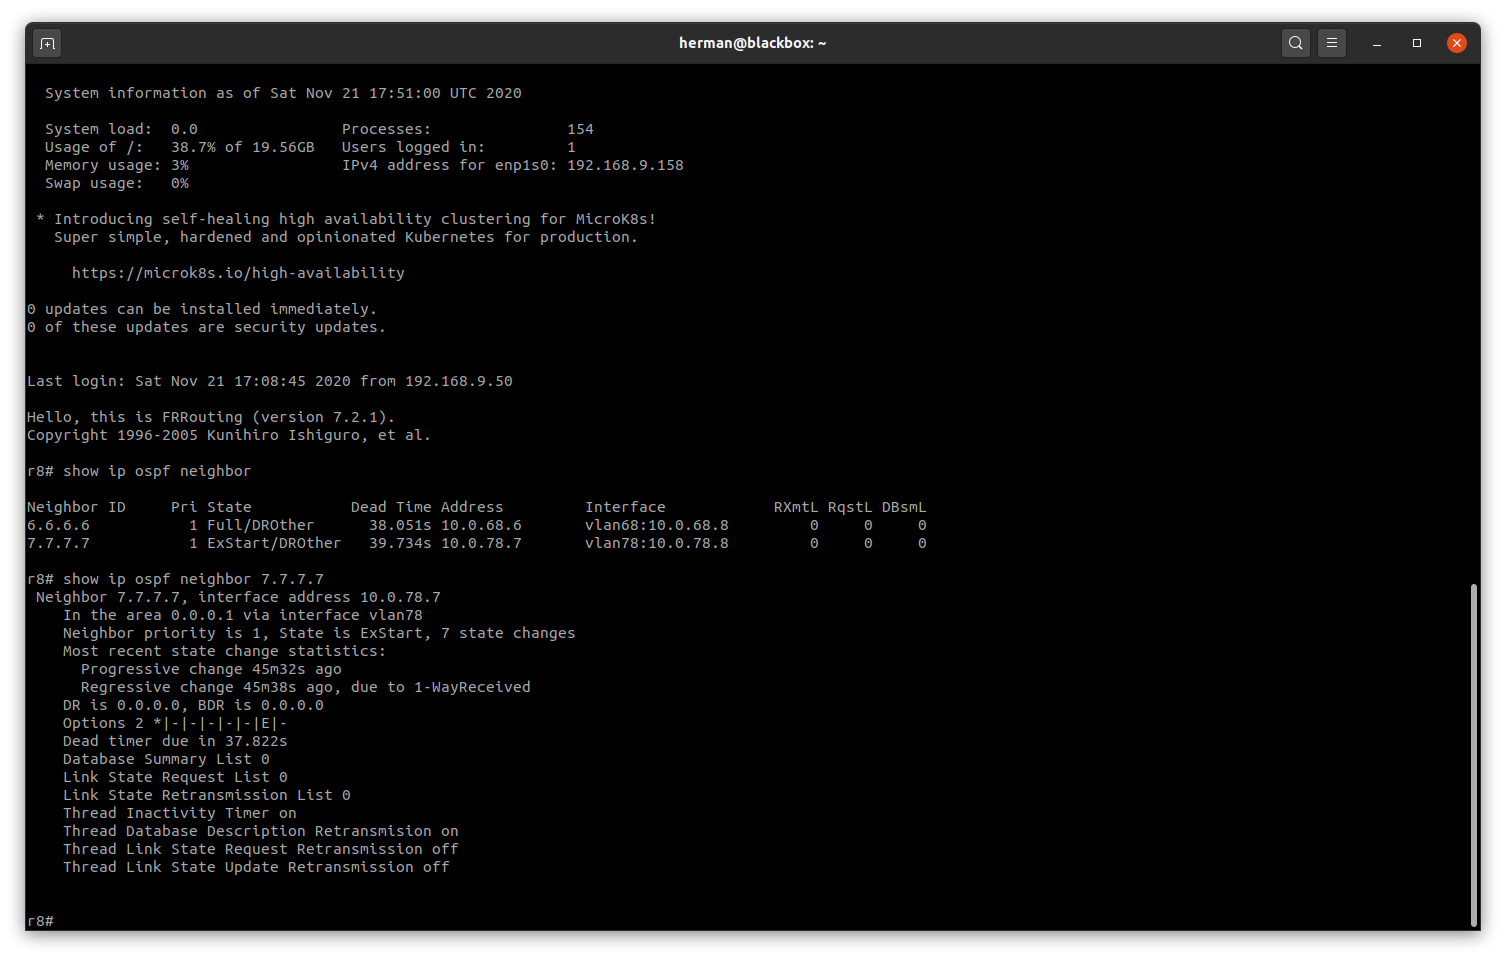 herman@blackbox: ~
System information as of Sat Nov 21 17:51:00 UTC 2020
System load:  0.0                Processes:               154
Usage of /:   38.7% of 19.56GB   Users logged in:         1
Memory usage: 3%                 IPv4 address for enp1s0: 192.168.9.158
Swap usage:   0%
* Introducing self-healing high availability clustering for MicroK8s!
Super simple, hardened and opinionated Kubernetes for production.
https://microk8s.io/high-availability
0 updates can be installed immediately.
0 of these updates are security updates.
Last login: Sat Nov 21 17:08:45 2020 from 192.168.9.50
Hello, this is FRRouting (version 7.2.1).
Copyright 1996-2005 Kunihiro Ishiguro, et al.
r8# show ip ospf neighbor
Neighbor ID     Pri State           Dead Time Address         Interface            RXmtL RqstL DBsmL
6.6.6.6           1 Full/DROther      38.051s 10.0.68.6       vlan68:10.0.68.8         0     0     0
7.7.7.7           1 ExStart/DROther   39.734s 10.0.78.7       vlan78:10.0.78.8         0     0     0
r8# show ip ospf neighbor 7.7.7.7
Neighbor 7.7.7.7, interface address 10.0.78.7
In the area 0.0.0.1 via interface vlan78
Neighbor priority is 1, State is ExStart, 7 state changes
Most recent state change statistics:
Progressive change 45m32s ago
Regressive change 45m38s ago, due to 1-WayReceived
DR is 0.0.0.0, BDR is 0.0.0.0
Options 2 *|-|-|-|-|-|E|-
Dead timer due in 37.822s
Database Summary List 0
Link State Request List 0
Link State Retransmission List 0
Thread Inactivity Timer on
Thread Database Description Retransmision on
Thread Link State Request Retransmission off
Thread Link State Update Retransmission off
r8#